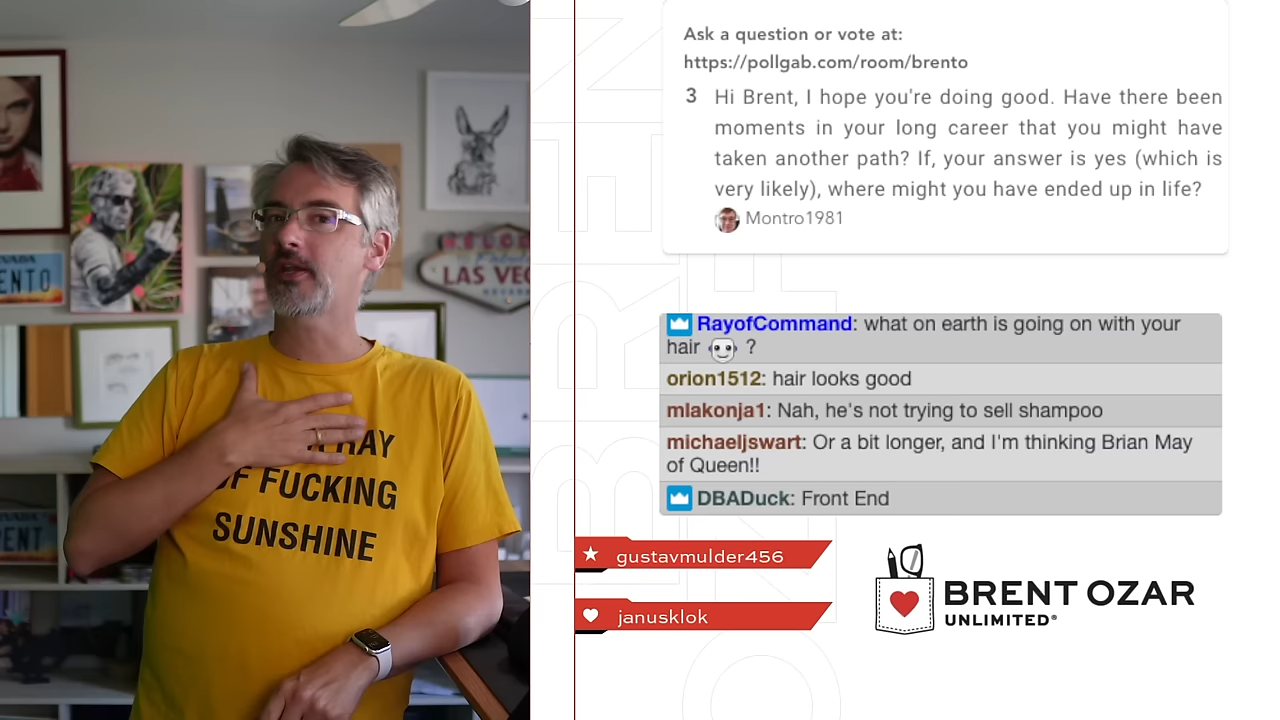 Ask a question or vote at:
https://pollgab.com/room/brento
3 Hi Brent, I hope you're doing good. Have there been
moments in your long career that you might have
taken another path? If, your answer is yes (which is
very likely), where might you have ended up in life?
Montro1981
RayofCommand: what on earth is going on with your
hair ?
orion1512: hair looks good
mlakonja1: Nah, he's not trying to sell shampoo
michaeljswart: Or a bit longer, and I'm thinking Brian May
of Queen!!
DBADuck: Front End
gustavmulder456
janusklok
BRENT OZAR
UNLIMITED®
LAS VE
ENTO
RAY
OF FUCKING
SUNSHINE